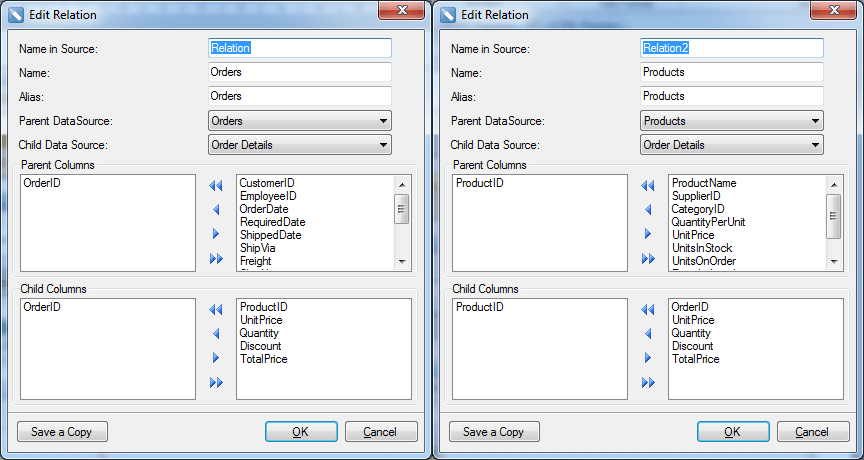 Edit Relation
Name in Source: Relation
Name: Orders
Alias: Orders
Parent DataSource: Orders
Child Data Source: Order Details
Parent Columns
OrderID
CustomerID
EmployeeID
OrderDate
RequiredDate
ShippedDate
ShipVia
Freight
Child Columns
OrderID
ProductID
UnitPrice
Quantity
Discount
TotalPrice
Save a Copy
OK
Cancel
Edit Relation
Name in Source: Relation2
Name: Products
Alias: Products
Parent DataSource: Products
Child Data Source: Order Details
Parent Columns
ProductID
ProductName
SupplierID
CategoryID
QuantityPerUnit
UnitPrice
UnitsInStock
UnitsOnOrder
Child Columns
ProductID
OrderID
UnitPrice
Quantity
Discount
TotalPrice
Save a Copy
OK
Cancel